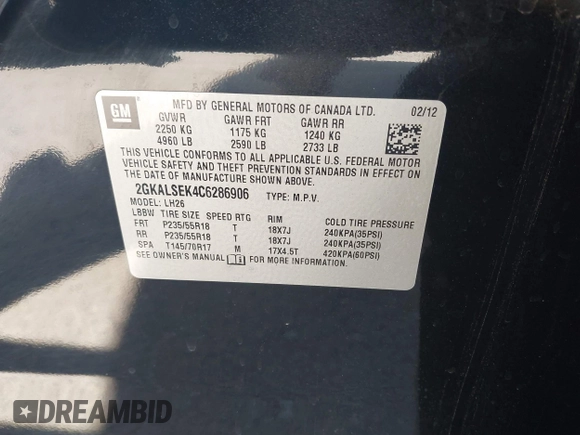 GM
MFD BY GENERAL MOTORS OF CANADA LTD. 02/12
GVWR GAWR FRT GAWR RR
2250 KG 1175 KG 1240 KG
4960 LB 2590 LB 2733 LB
THIS VEHICLE CONFORMS TO ALL APPLICABLE U.S. FEDERAL MOTOR
VEHICLE SAFETY AND THEFT PREVENTION STANDARDS IN EFFECT ON
THE DATE OF MANUFACTURE SHOWN ABOVE.
2GKALSEK4C6286906 TYPE: M.P.V.
MODEL: LH26
LBBW TIRE SIZE SPEED RTG RIM COLD TIRE PRESSURE
FRT P235/55R18 T 18X7J 240KPA(35PSI)
RR P235/55R18 T 18X7J 240KPA(35PSI)
SPA T145/70R17 M 17X4.5T 420KPA(60PSI)
SEE OWNER'S MANUAL FOR MORE INFORMATION.
DREAMBID